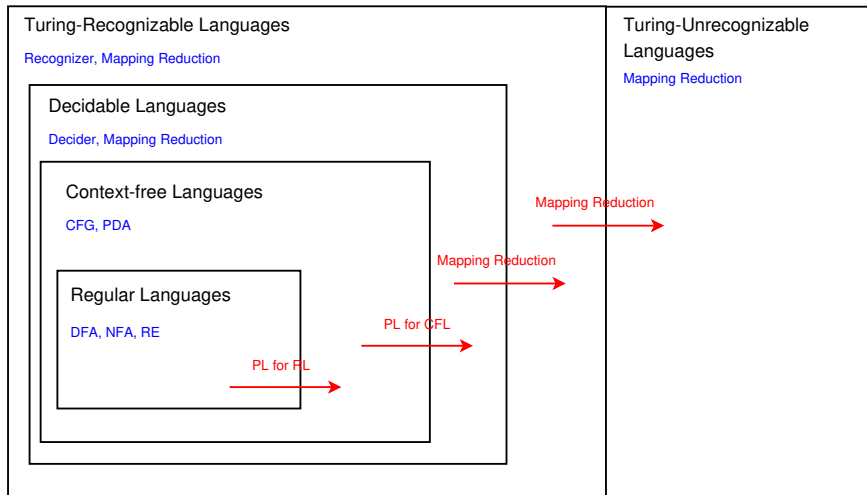 Turing-Recognizable Languages
Recognizer, Mapping Reduction
Turing-Unrecognizable
Languages
Mapping Reduction
Decidable Languages
Decider, Mapping Reduction
Context-free Languages
CFG, PDA
Mapping Reduction
Mapping Reduction
Regular Languages
DFA, NFA, RE
PL for CFL
PL for RL